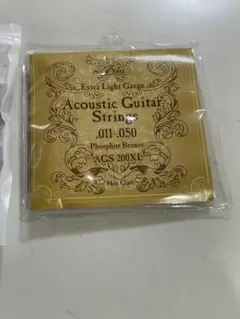 Extra Light Gauge
Acoustic Guitar
Strings
.011-.050
Phosphor Bronze
AGS 200XL
Hex Core